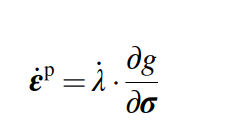 ε̇ᵖ = λ̇ · ∂g/∂σ